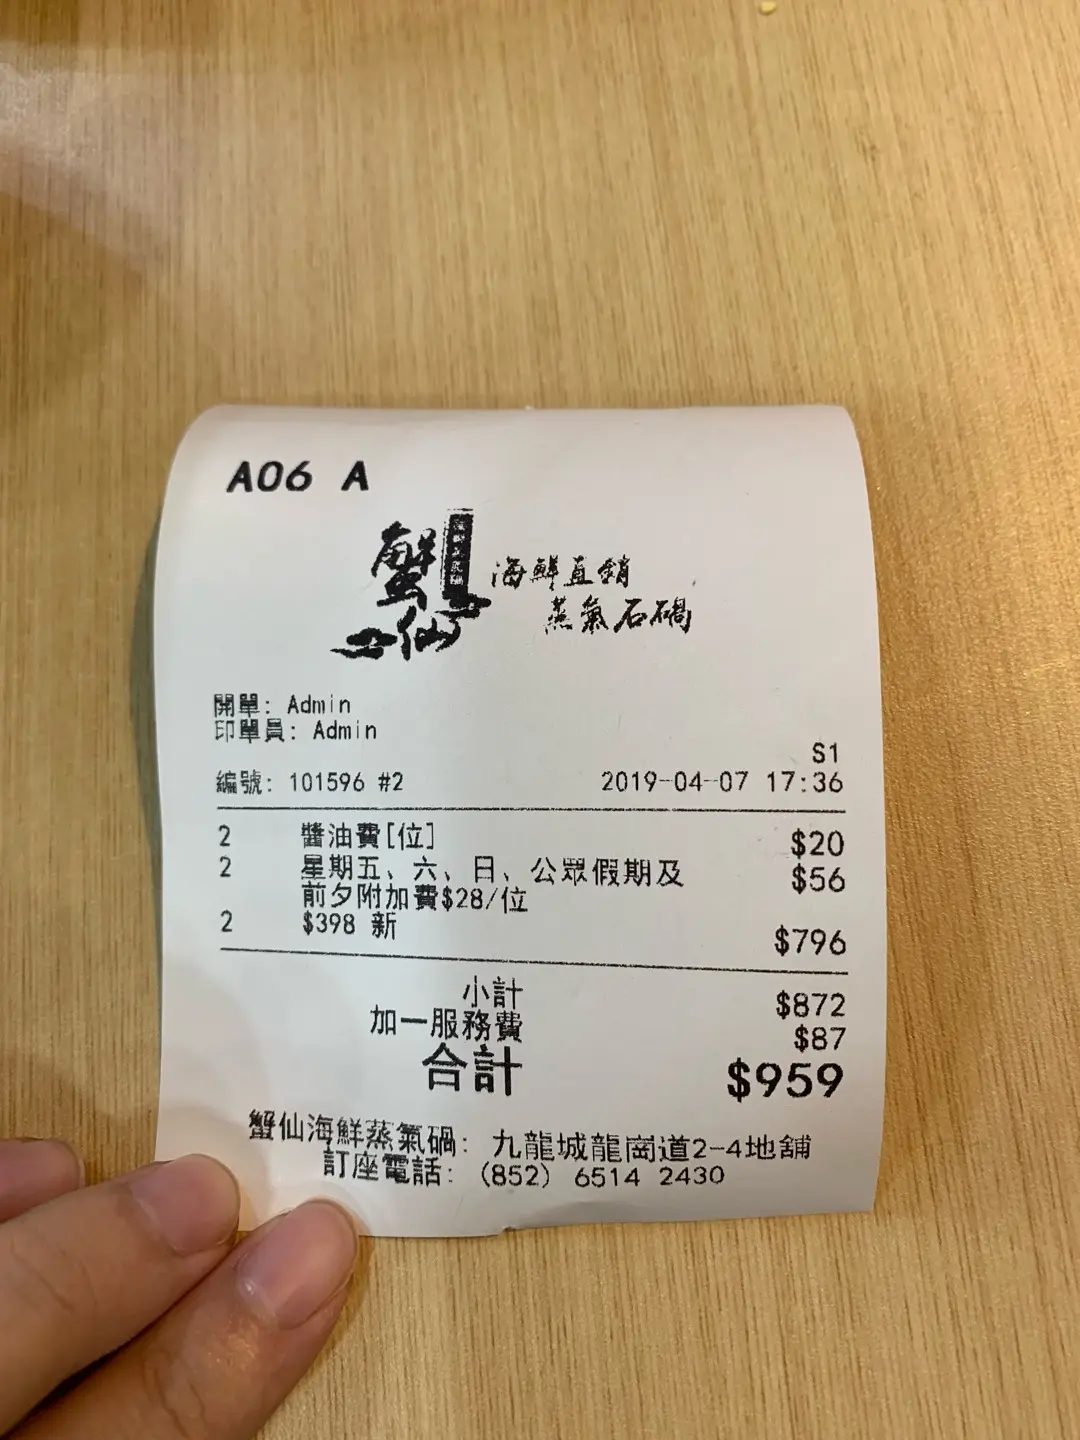 A06 A
蟹仙
海鮮直銷
蒸氣石鍋
開單: Admin
印單員: Admin
S1
編號: 101596 #2 2019-04-07 17:36
2 醬油費[位] $20
2 星期五、六、日、公眾假期及 $56
前夕附加費$28/位
2 $398 新 $796
小計 $872
加一服務費 $87
合計 $959
蟹仙海鮮蒸氣鍋: 九龍城龍崗道2-4地舖
訂座電話: (852) 6514 2430